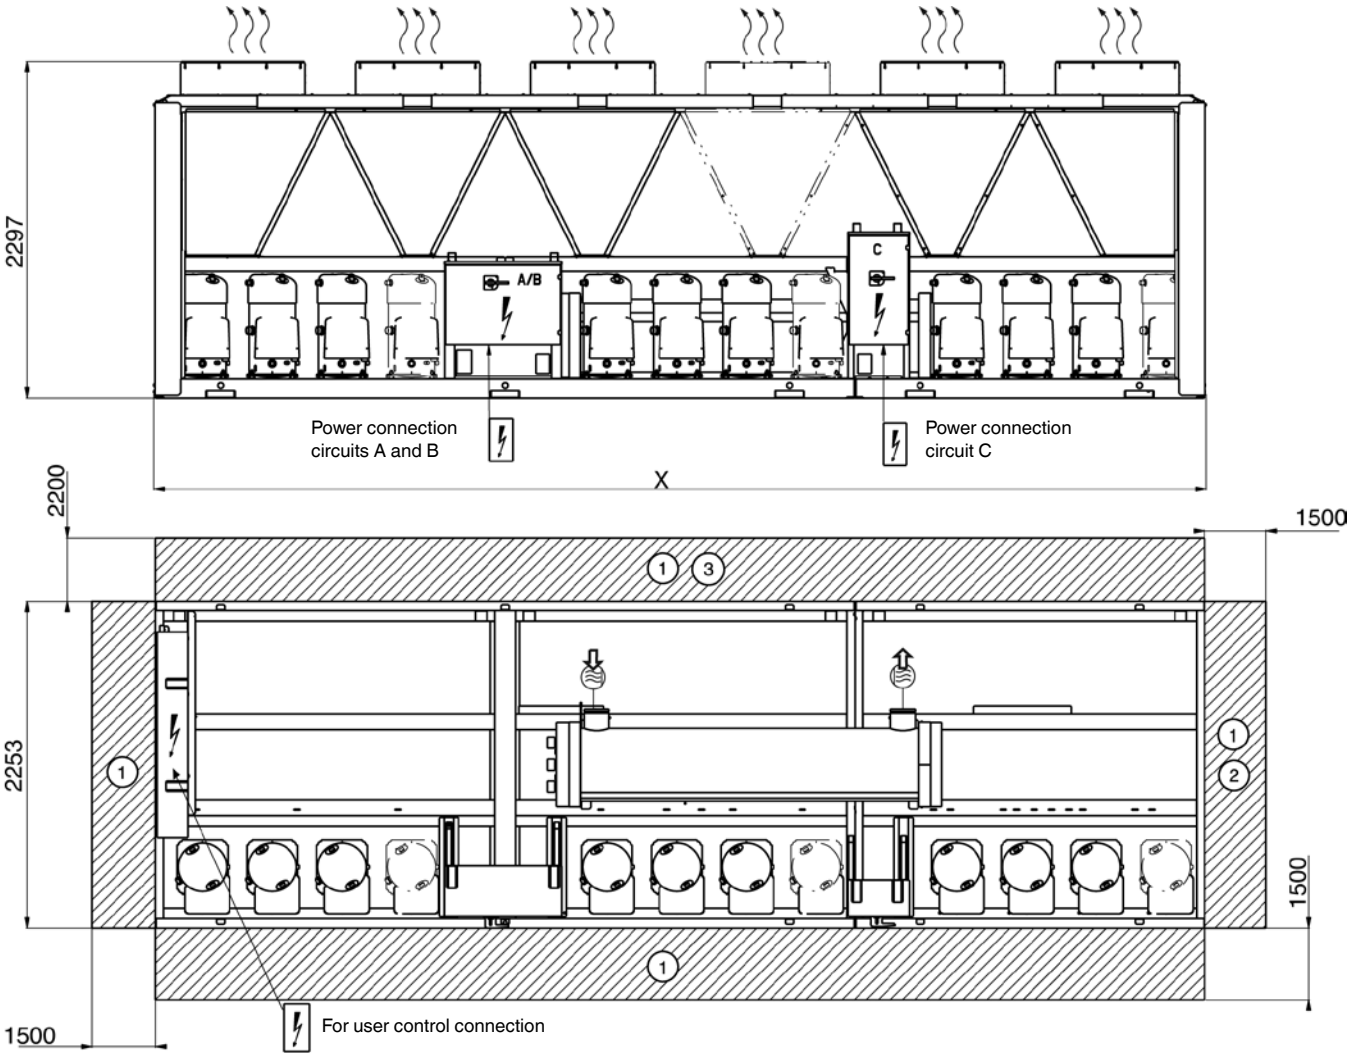 2297
A/B
C
Power connection
circuits A and B
Power connection
circuit C
X
2200
1500
1 3
2253
1
1
2
1
1500
1500
For user control connection